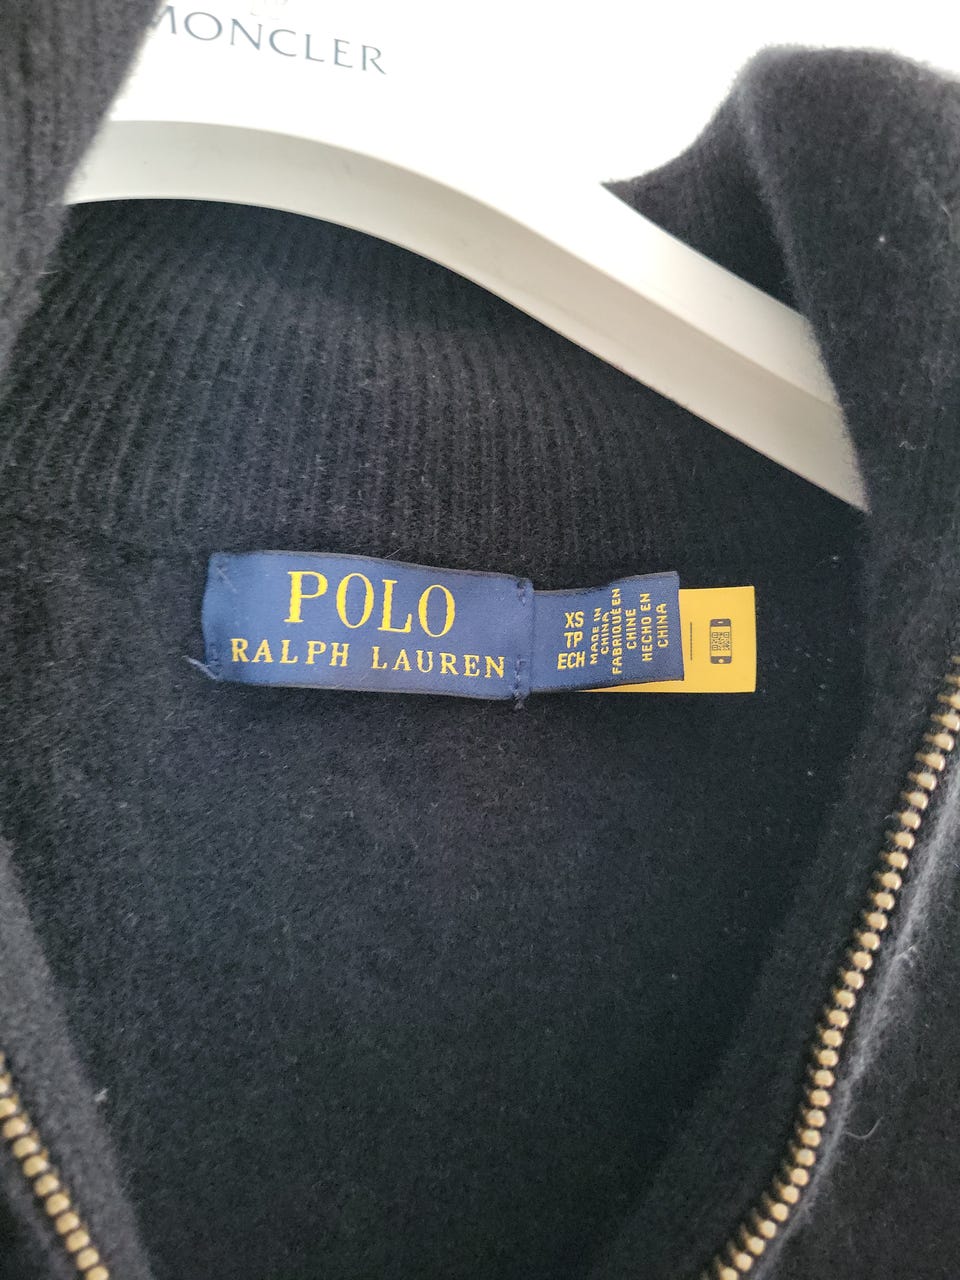 MONCLER
POLO
RALPH LAUREN
XS
TP
ECH
MADE IN
CHINA
FABRIQUÉ EN
CHINE
HECHO EN
CHINA